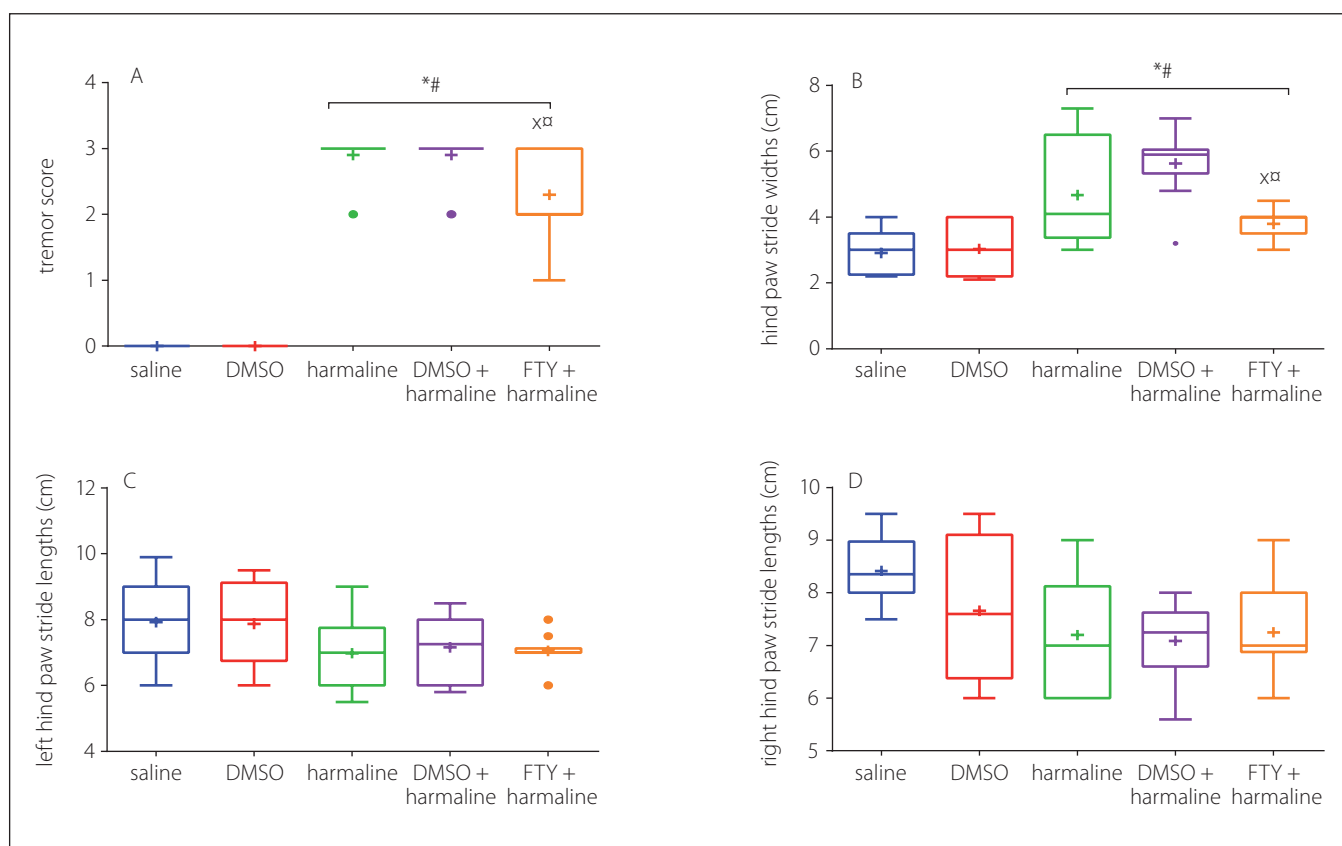 A
tremor score
4
3
2
1
0
*#
x¤
saline
DMSO
harmaline
DMSO +
harmaline
FTY +
harmaline
B
hind paw stride widths (cm)
8
6
4
2
0
*#
x¤
saline
DMSO
harmaline
DMSO +
harmaline
FTY +
harmaline
C
left hind paw stride lengths (cm)
12
10
8
6
4
saline
DMSO
harmaline
DMSO +
harmaline
FTY +
harmaline
D
right hind paw stride lengths (cm)
10
9
8
7
6
5
saline
DMSO
harmaline
DMSO +
harmaline
FTY +
harmaline